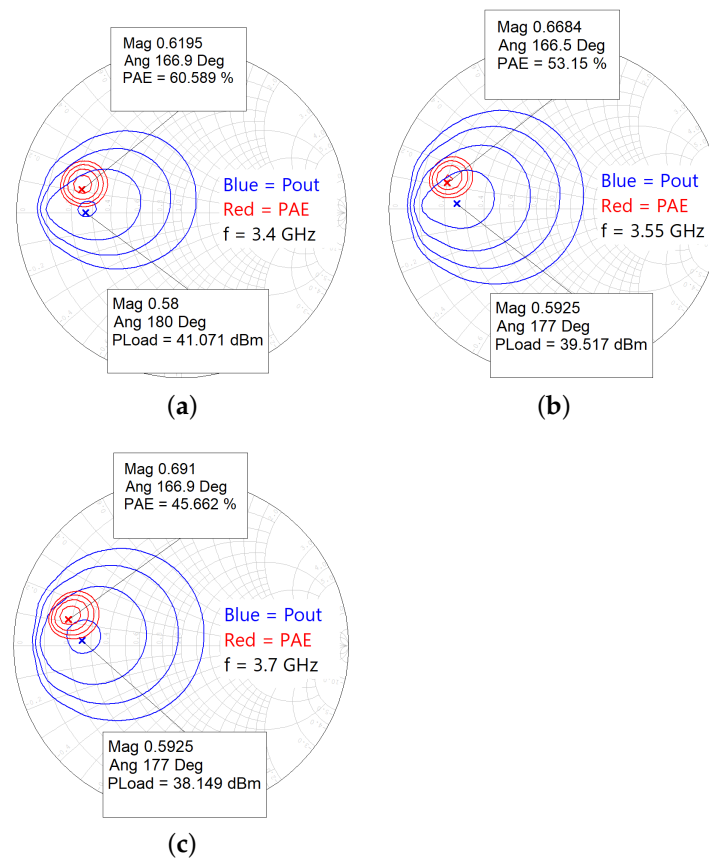 Mag 0.6195
Ang 166.9 Deg
PAE = 60.589 %
Blue = Pout
Red = PAE
f = 3.4 GHz
Mag 0.58
Ang 180 Deg
PLoad = 41.071 dBm
(a)
Mag 0.6684
Ang 166.5 Deg
PAE = 53.15 %
Blue = Pout
Red = PAE
f = 3.55 GHz
Mag 0.5925
Ang 177 Deg
PLoad = 39.517 dBm
(b)
Mag 0.691
Ang 166.9 Deg
PAE = 45.662 %
Blue = Pout
Red = PAE
f = 3.7 GHz
Mag 0.5925
Ang 177 Deg
PLoad = 38.149 dBm
(c)